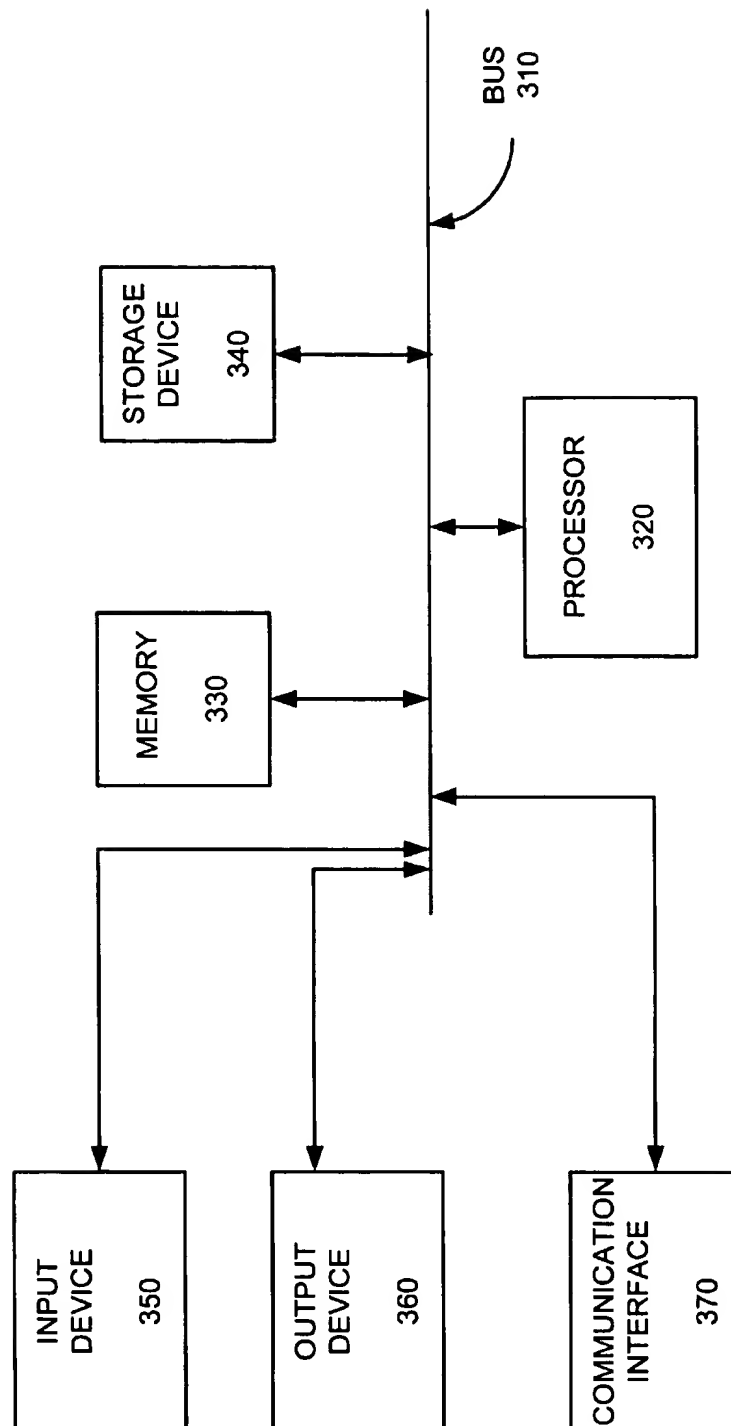 INPUT
DEVICE
350
OUTPUT
DEVICE
360
COMMUNICATION
INTERFACE
370
MEMORY
330
STORAGE
DEVICE
340
PROCESSOR
320
BUS
310